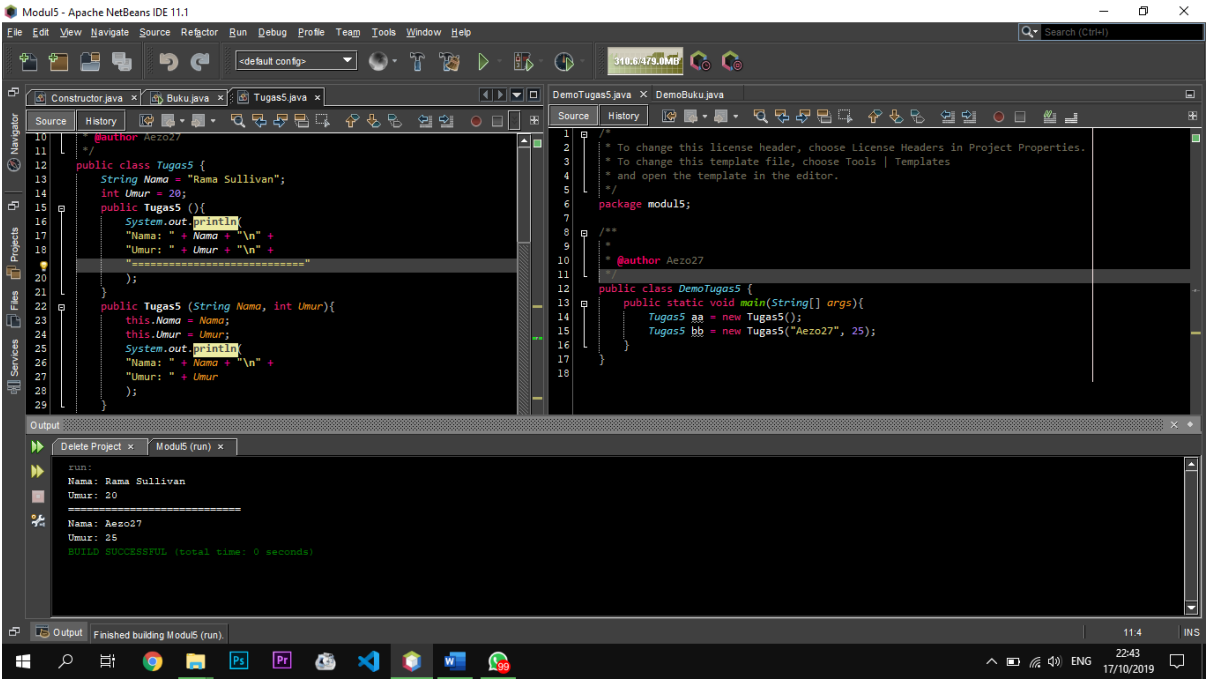 Modul5 - Apache NetBeans IDE 11.1
File Edit View Navigate Source Refactor Run Debug Profile Team Tools Window Help
Search (Ctrl+I)
<default config>
310.6/479.0MB
Constructor.java × Buku.java × Tugas5.java ×
Source History
Navigator
Projects
Files
Services
10 * @author Aezo27
11 */
12 public class Tugas5 {
13 String Nama = "Rama Sullivan";
14 int Umur = 20;
15 public Tugas5 (){
16 System.out.println(
17 "Nama: " + Nama + "\n" +
18 "Umur: " + Umur + "\n" +
"============================"
20 );
21 }
22 public Tugas5 (String Nama, int Umur){
23 this.Nama = Nama;
24 this.Umur = Umur;
25 System.out.println(
26 "Nama: " + Nama + "\n" +
27 "Umur: " + Umur
28 );
29 }
DemoTugas5.java × DemoBuku.java
Source History
1 /*
2 * To change this license header, choose License Headers in Project Properties.
3 * To change this template file, choose Tools | Templates
4 * and open the template in the editor.
5 */
6 package modul5;
7
8 /**
9 *
10 * @author Aezo27
11 */
12 public class DemoTugas5 {
13 public static void main(String[] args){
14 Tugas5 aa = new Tugas5();
15 Tugas5 bb = new Tugas5("Aezo27", 25);
16 }
17 }
18
Output
Delete Project × Modul5 (run) ×
run:
Nama: Rama Sullivan
Umur: 20
============================
Nama: Aezo27
Umur: 25
BUILD SUCCESSFUL (total time: 0 seconds)
Output Finished building Modul5 (run).
11:4 INS
Ps Pr 99
ENG
22:43
17/10/2019